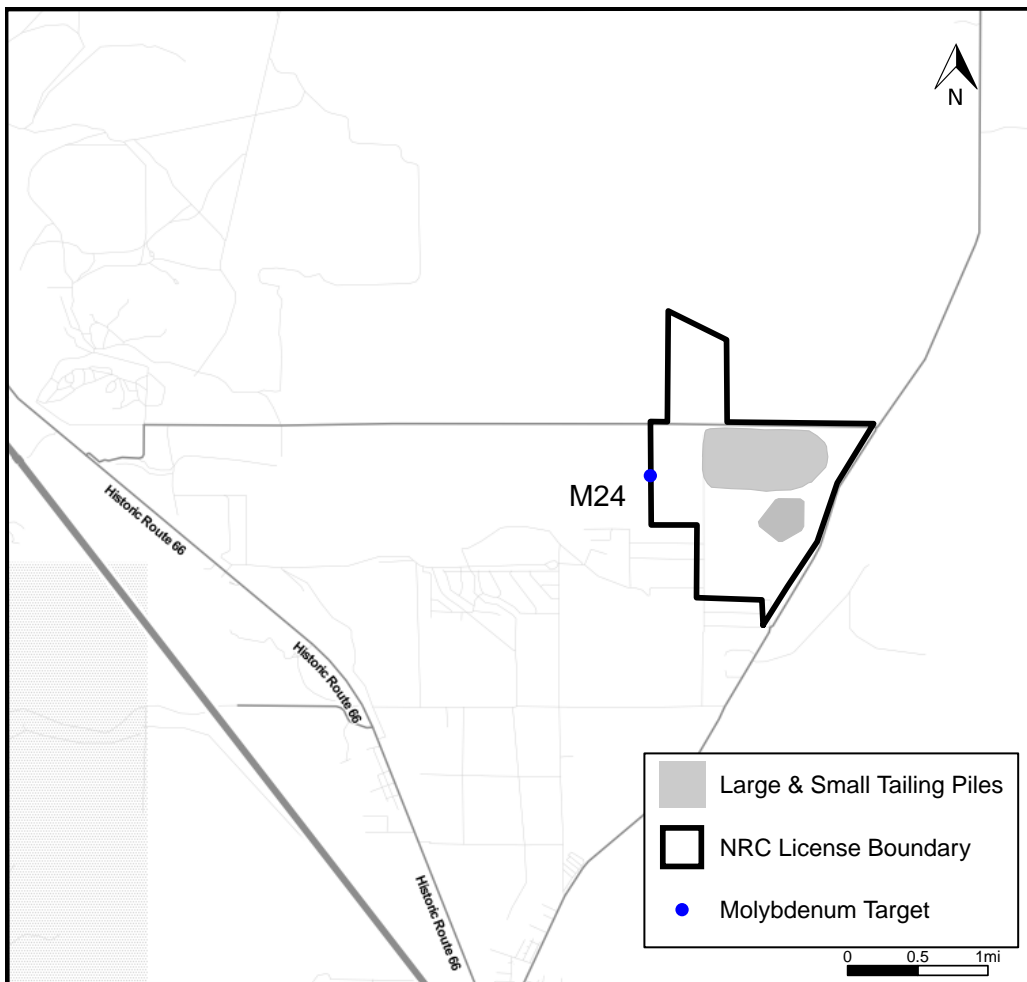 N
M24
Historic Route 66
Historic Route 66
Historic Route 66
Large & Small Tailing Piles
NRC License Boundary
Molybdenum Target
0 0.5 1mi